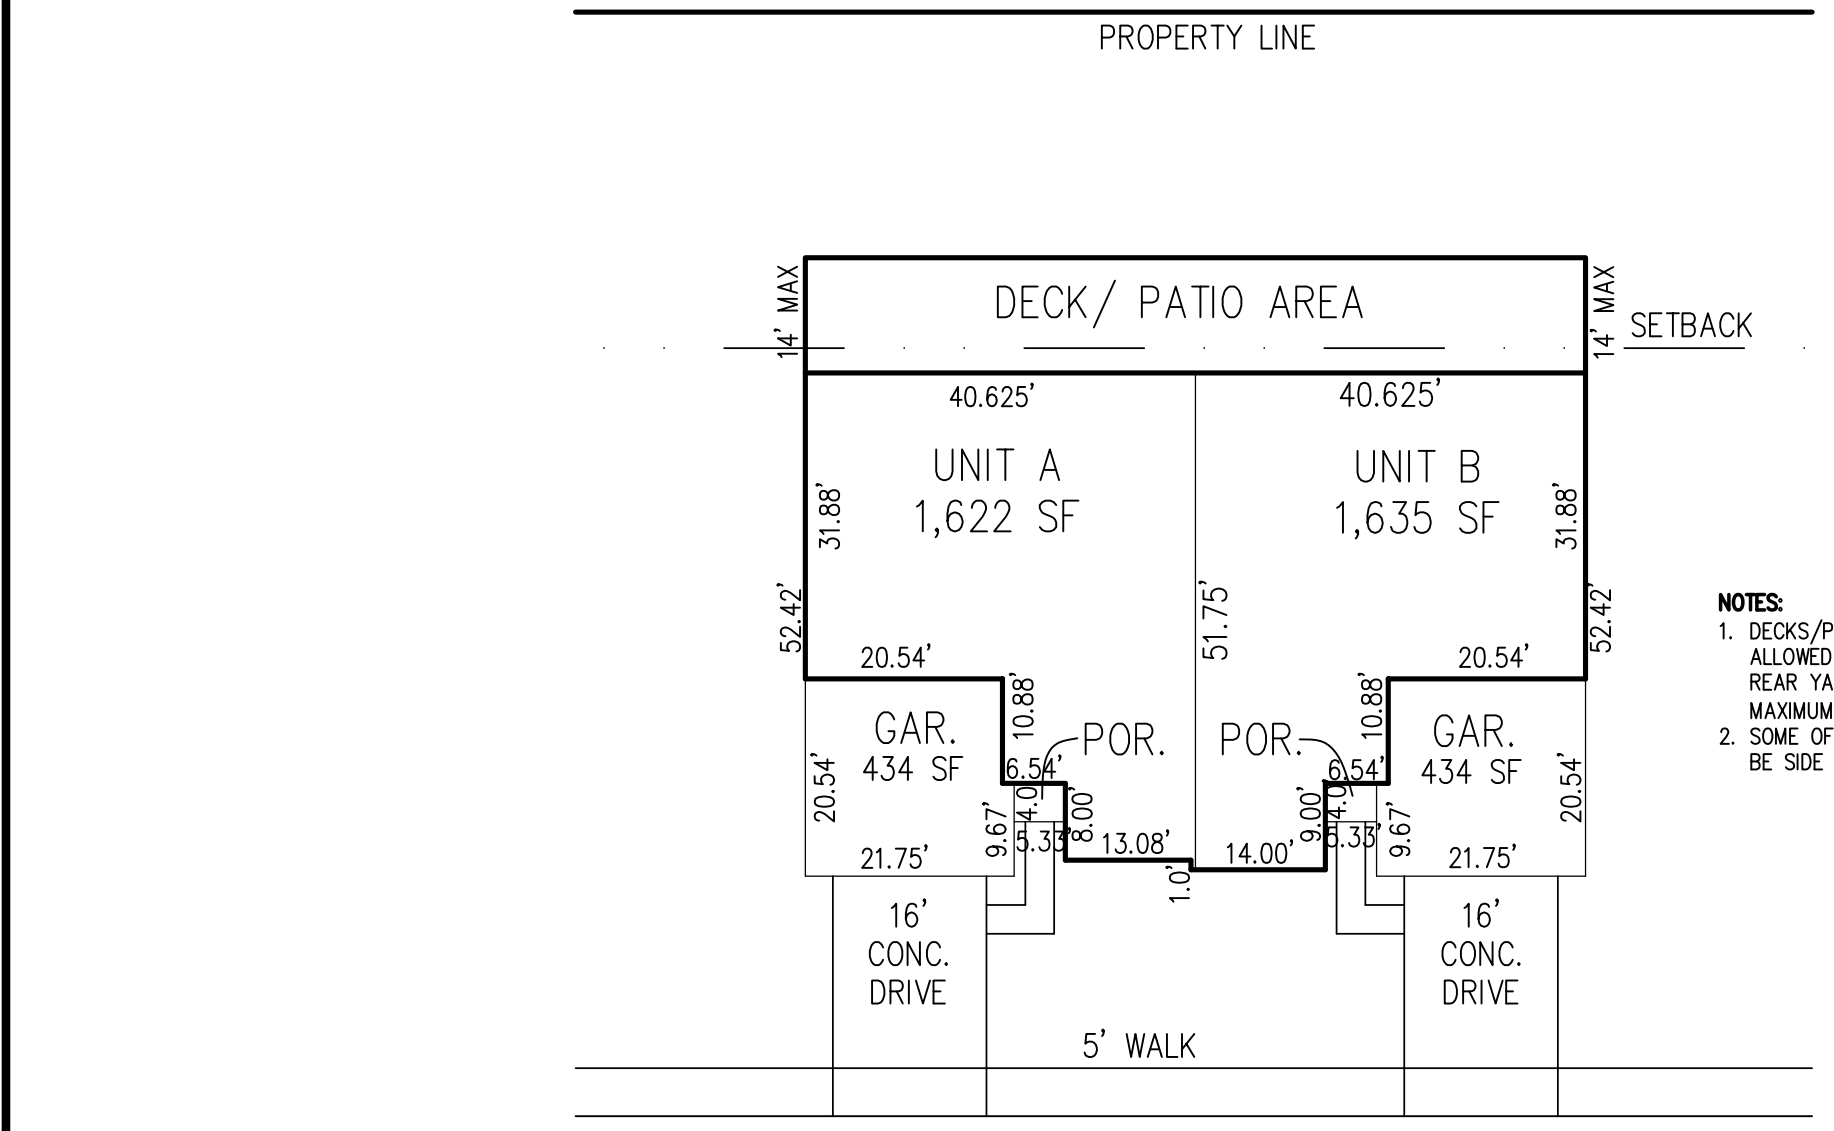 PROPERTY LINE
14' MAX
DECK/ PATIO AREA
14' MAX
SETBACK
40.625'
40.625'
UNIT A
1,622 SF
UNIT B
1,635 SF
31.88'
31.88'
52.42'
51.75'
52.42'
NOTES:
1. DECKS/P
ALLOWED
REAR YA
MAXIMUM
2. SOME OF
BE SIDE
20.54'
20.54'
10.88'
10.88'
GAR.
434 SF
POR.
POR.
GAR.
434 SF
6.54'
6.54'
20.54'
9.67'
4.0
8.00'
9.00'
4.0
9.67'
20.54'
5.33'
13.08'
14.00'
5.33'
21.75'
21.75'
1.0'
16'
CONC.
DRIVE
16'
CONC.
DRIVE
5' WALK